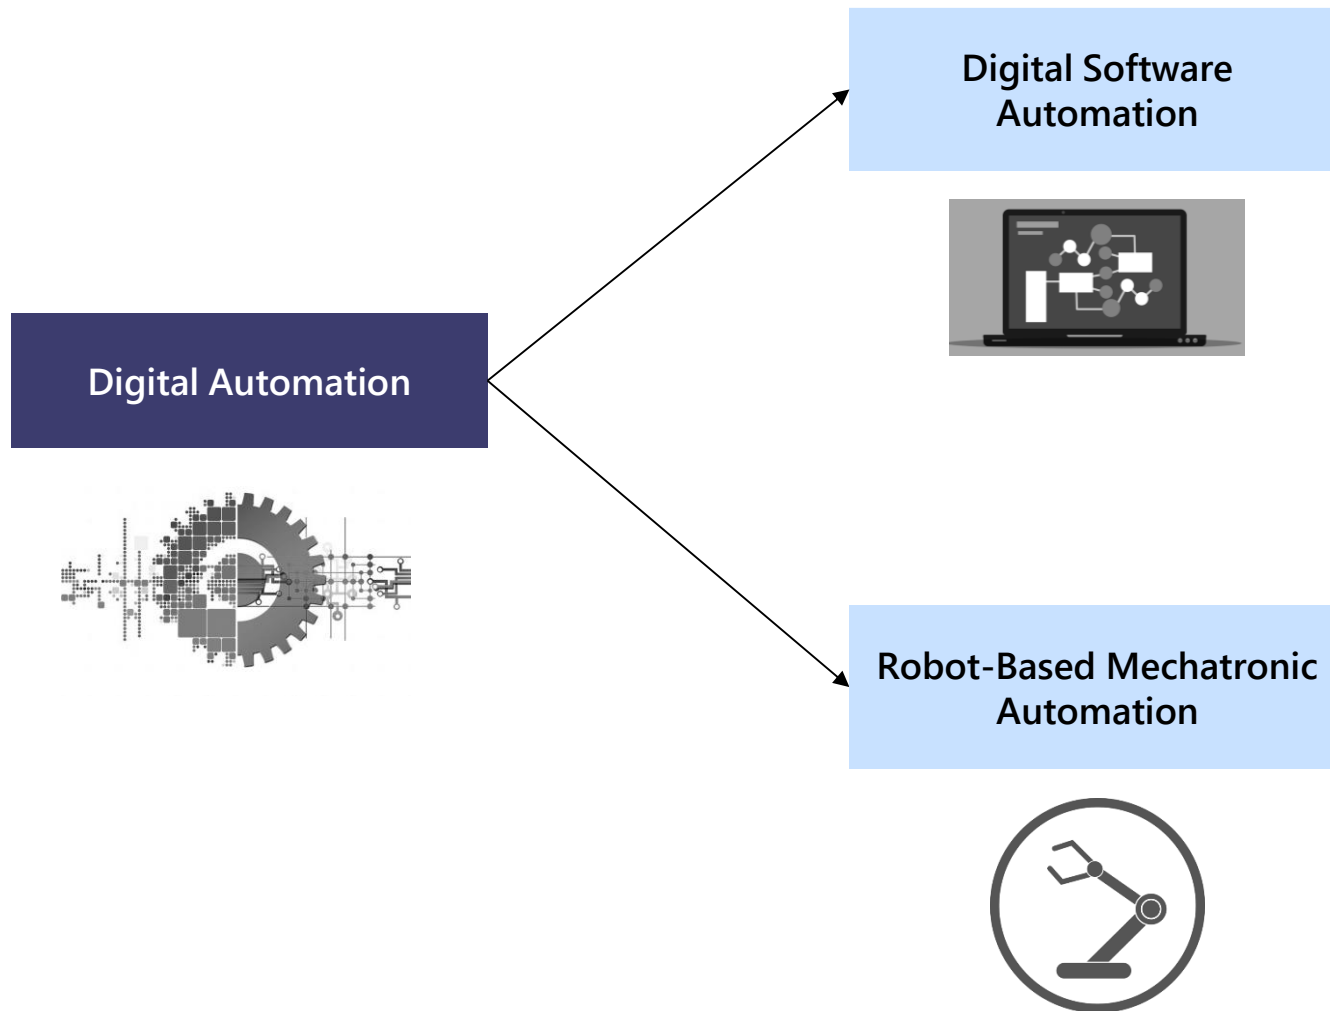 Digital Software
Automation
Digital Automation
Robot-Based Mechatronic
Automation